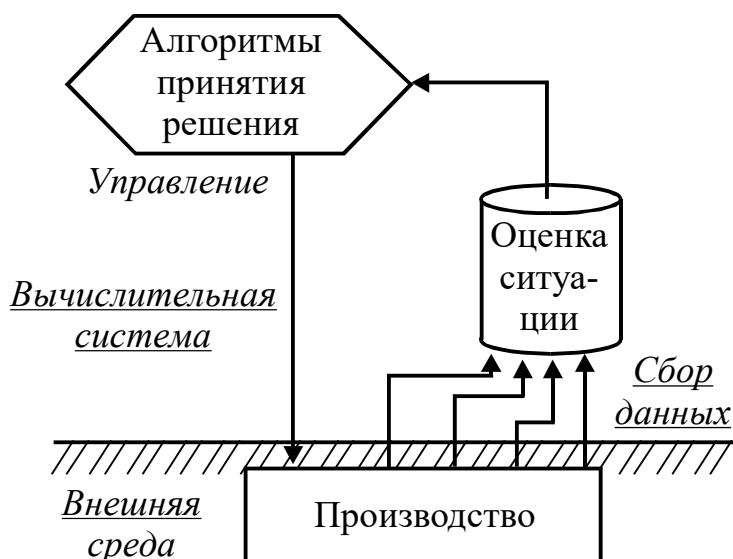 Алгоритмы
принятия
решения
Управление
Оценка
ситуа-
ции
Вычислительная
система
Сбор
данных
Внешняя
среда
Производство